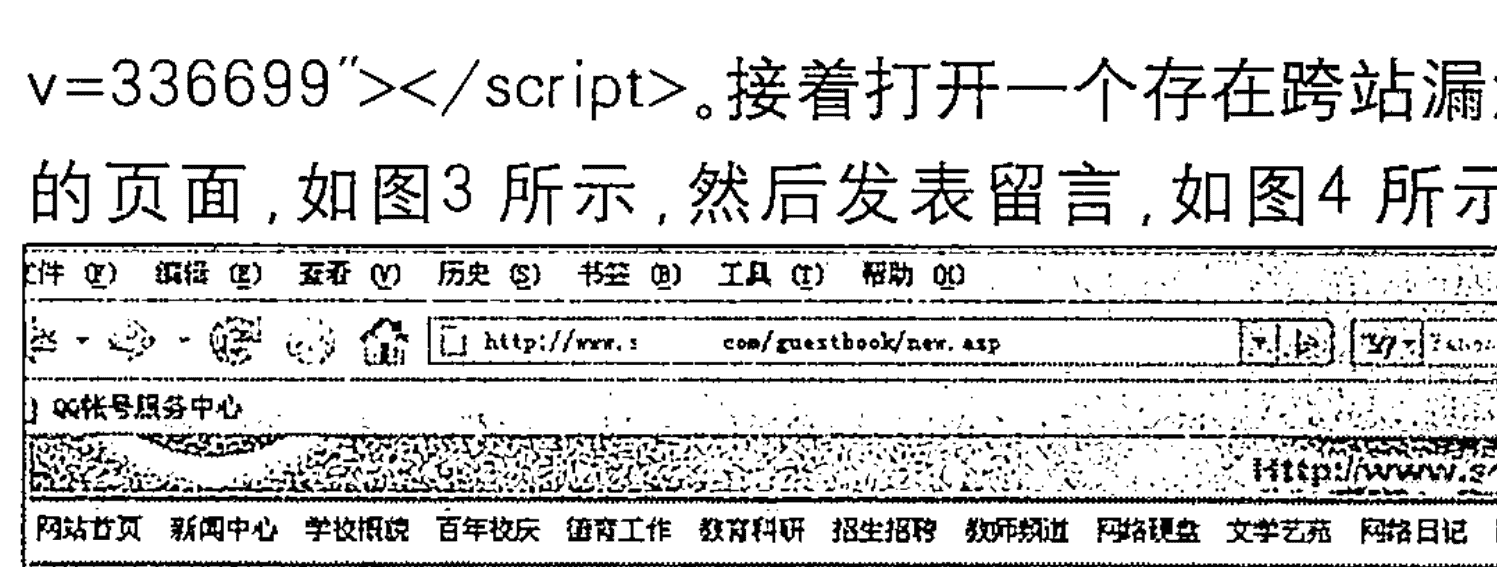 v=336699"></script>。接着打开一个存在跨站漏
的页面,如图3 所示,然后发表留言,如图4 所示
件 (F) 编辑 (E) 查看 (V) 历史 (S) 书签 (B) 工具 (T) 帮助 (H)
http://www.s com/guestbook/new.asp
QQ帐号服务中心
Http://www.s
网站首页 新闻中心 学校概貌 百年校庆 德育工作 教育科研 招生招聘 教师频道 网络硬盘 文学艺苑 网络日记